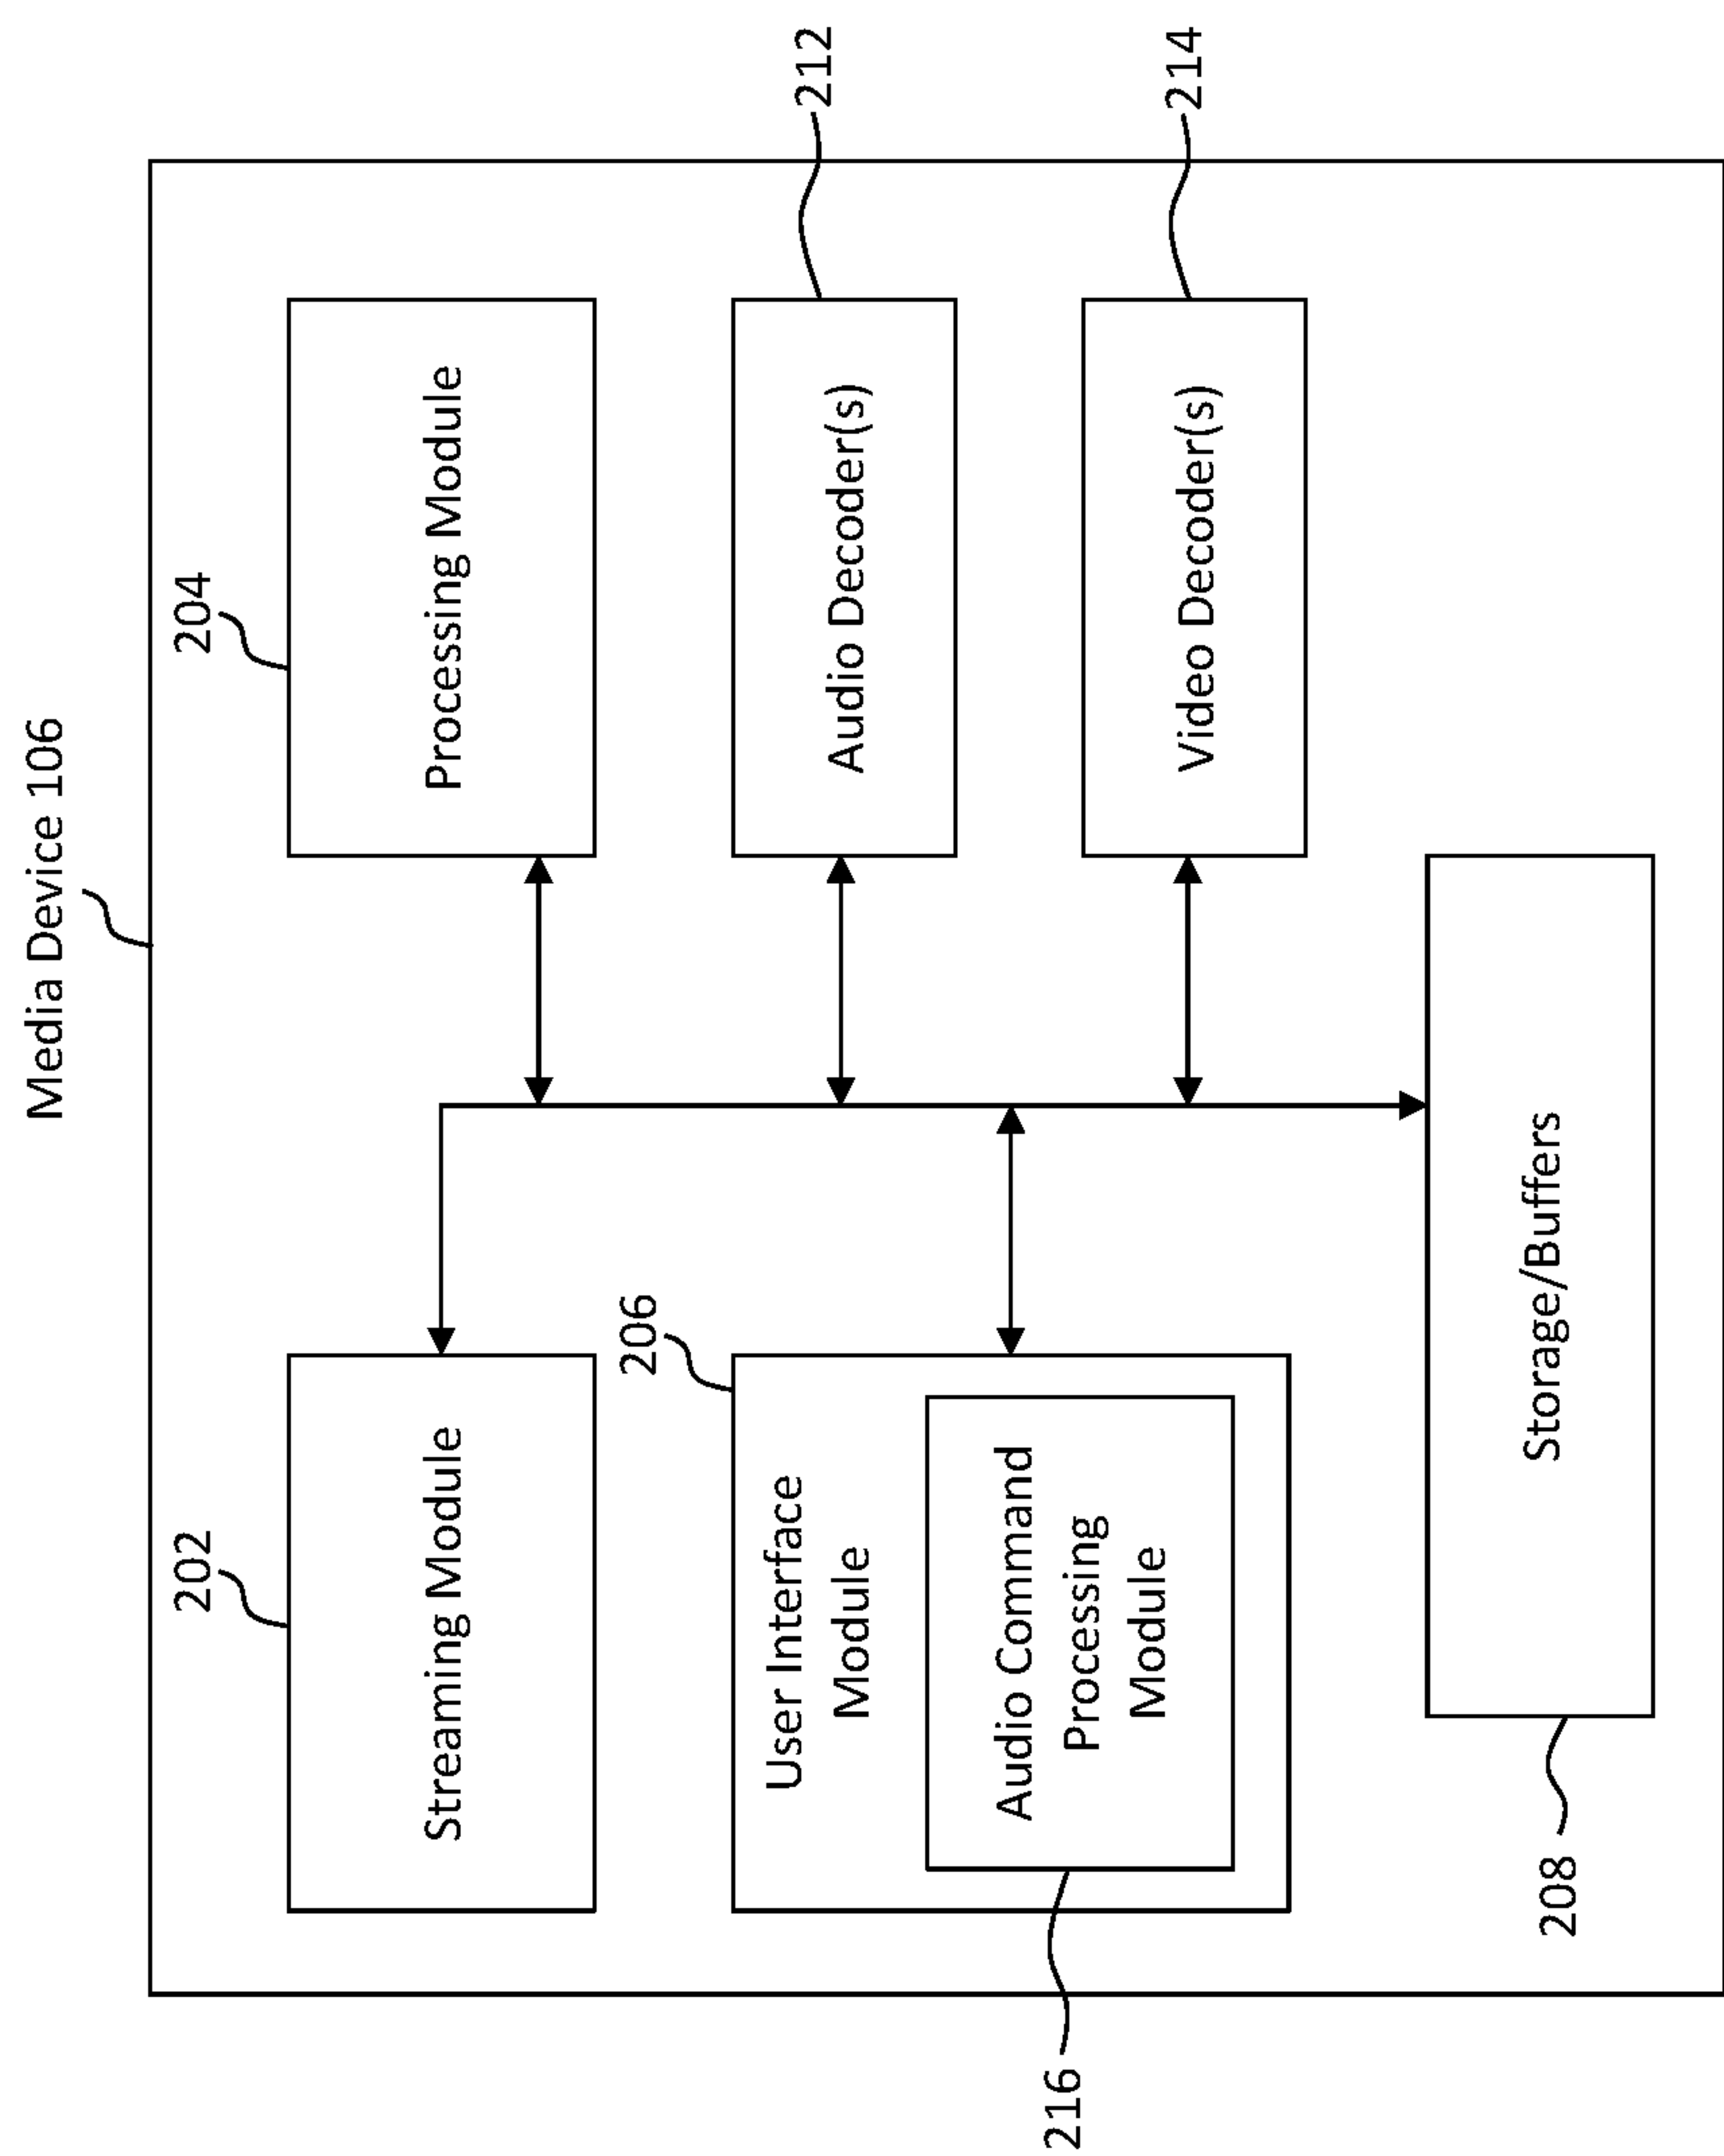 Media Device 106
202
204
Streaming Module
Processing Module
206
212
User Interface
Module
Audio Decoder(s)
Audio Command
Processing
Module
216
214
Video Decoder(s)
Storage/Buffers
208